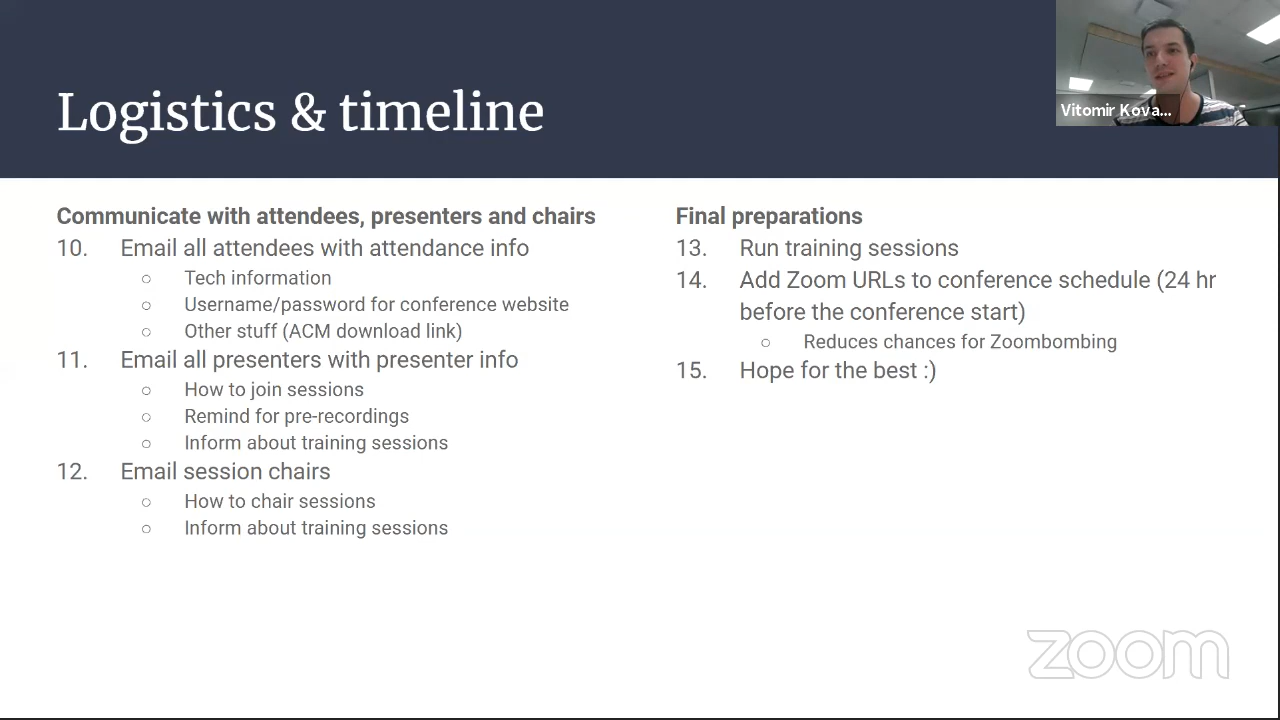 Logistics & timeline
Vitomir Kova...
Communicate with attendees, presenters and chairs
10. Email all attendees with attendance info
○ Tech information
○ Username/password for conference website
○ Other stuff (ACM download link)
11. Email all presenters with presenter info
○ How to join sessions
○ Remind for pre-recordings
○ Inform about training sessions
12. Email session chairs
○ How to chair sessions
○ Inform about training sessions
Final preparations
13. Run training sessions
14. Add Zoom URLs to conference schedule (24 hr
before the conference start)
○ Reduces chances for Zoombombing
15. Hope for the best :)
zoom